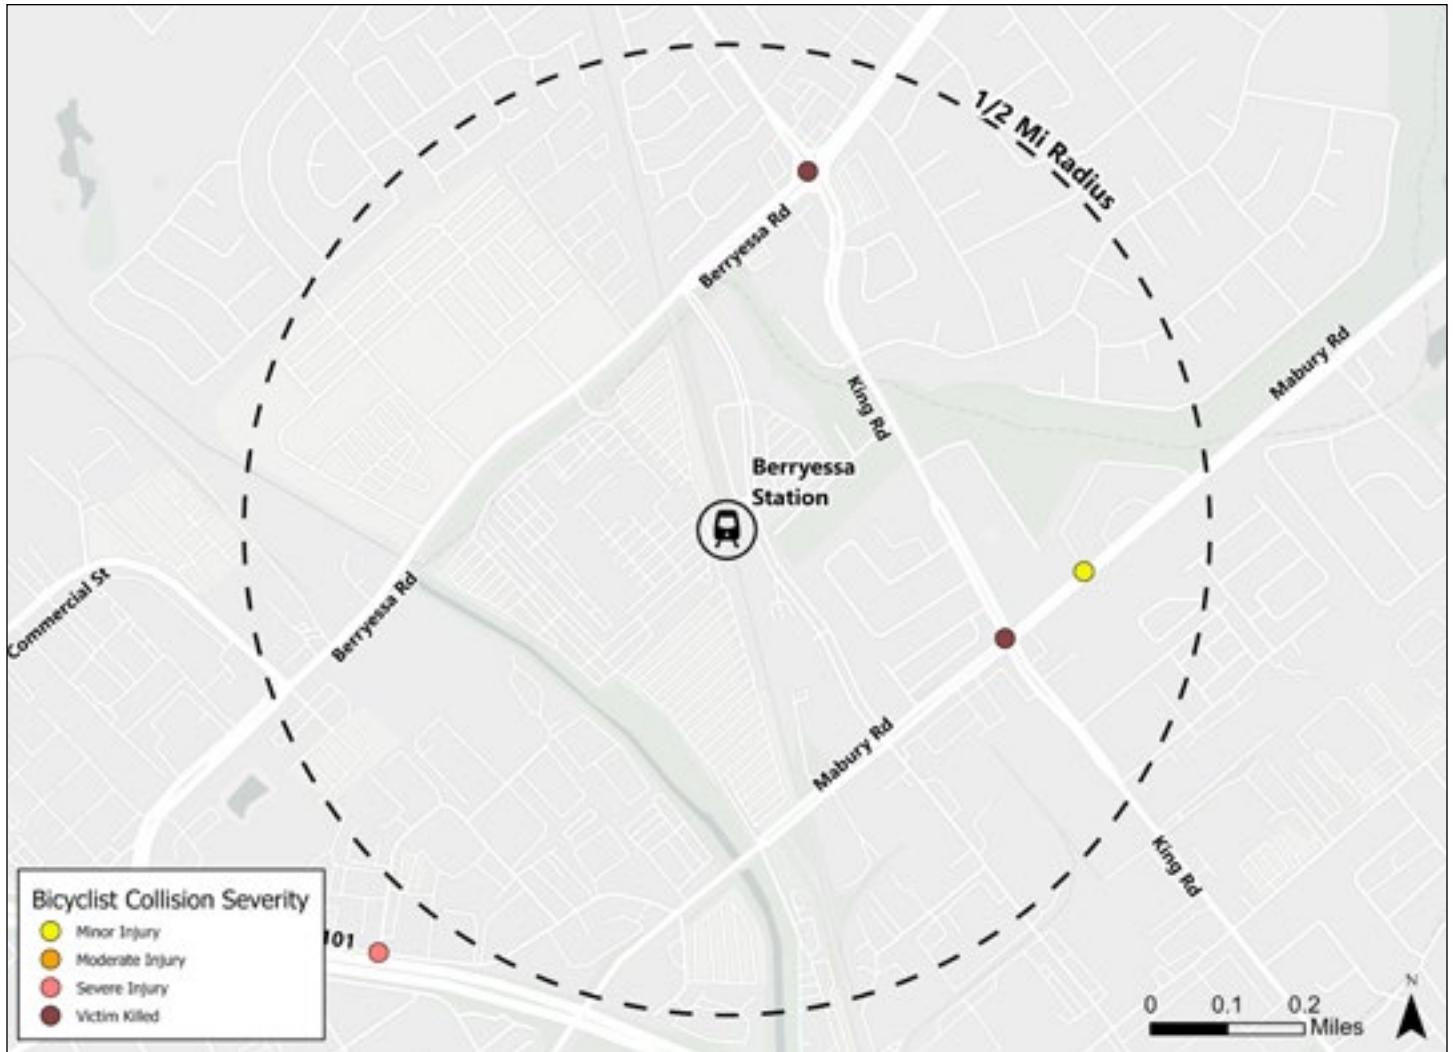 1/2 Mi Radius
Berryessa Rd
King Rd
Mabury Rd
Berryessa
Station
Commercial St
Berryessa Rd
Mabury Rd
King Rd
101
Bicyclist Collision Severity
Minor Injury
Moderate Injury
Severe Injury
Victim Killed
N
0 0.1 0.2
Miles